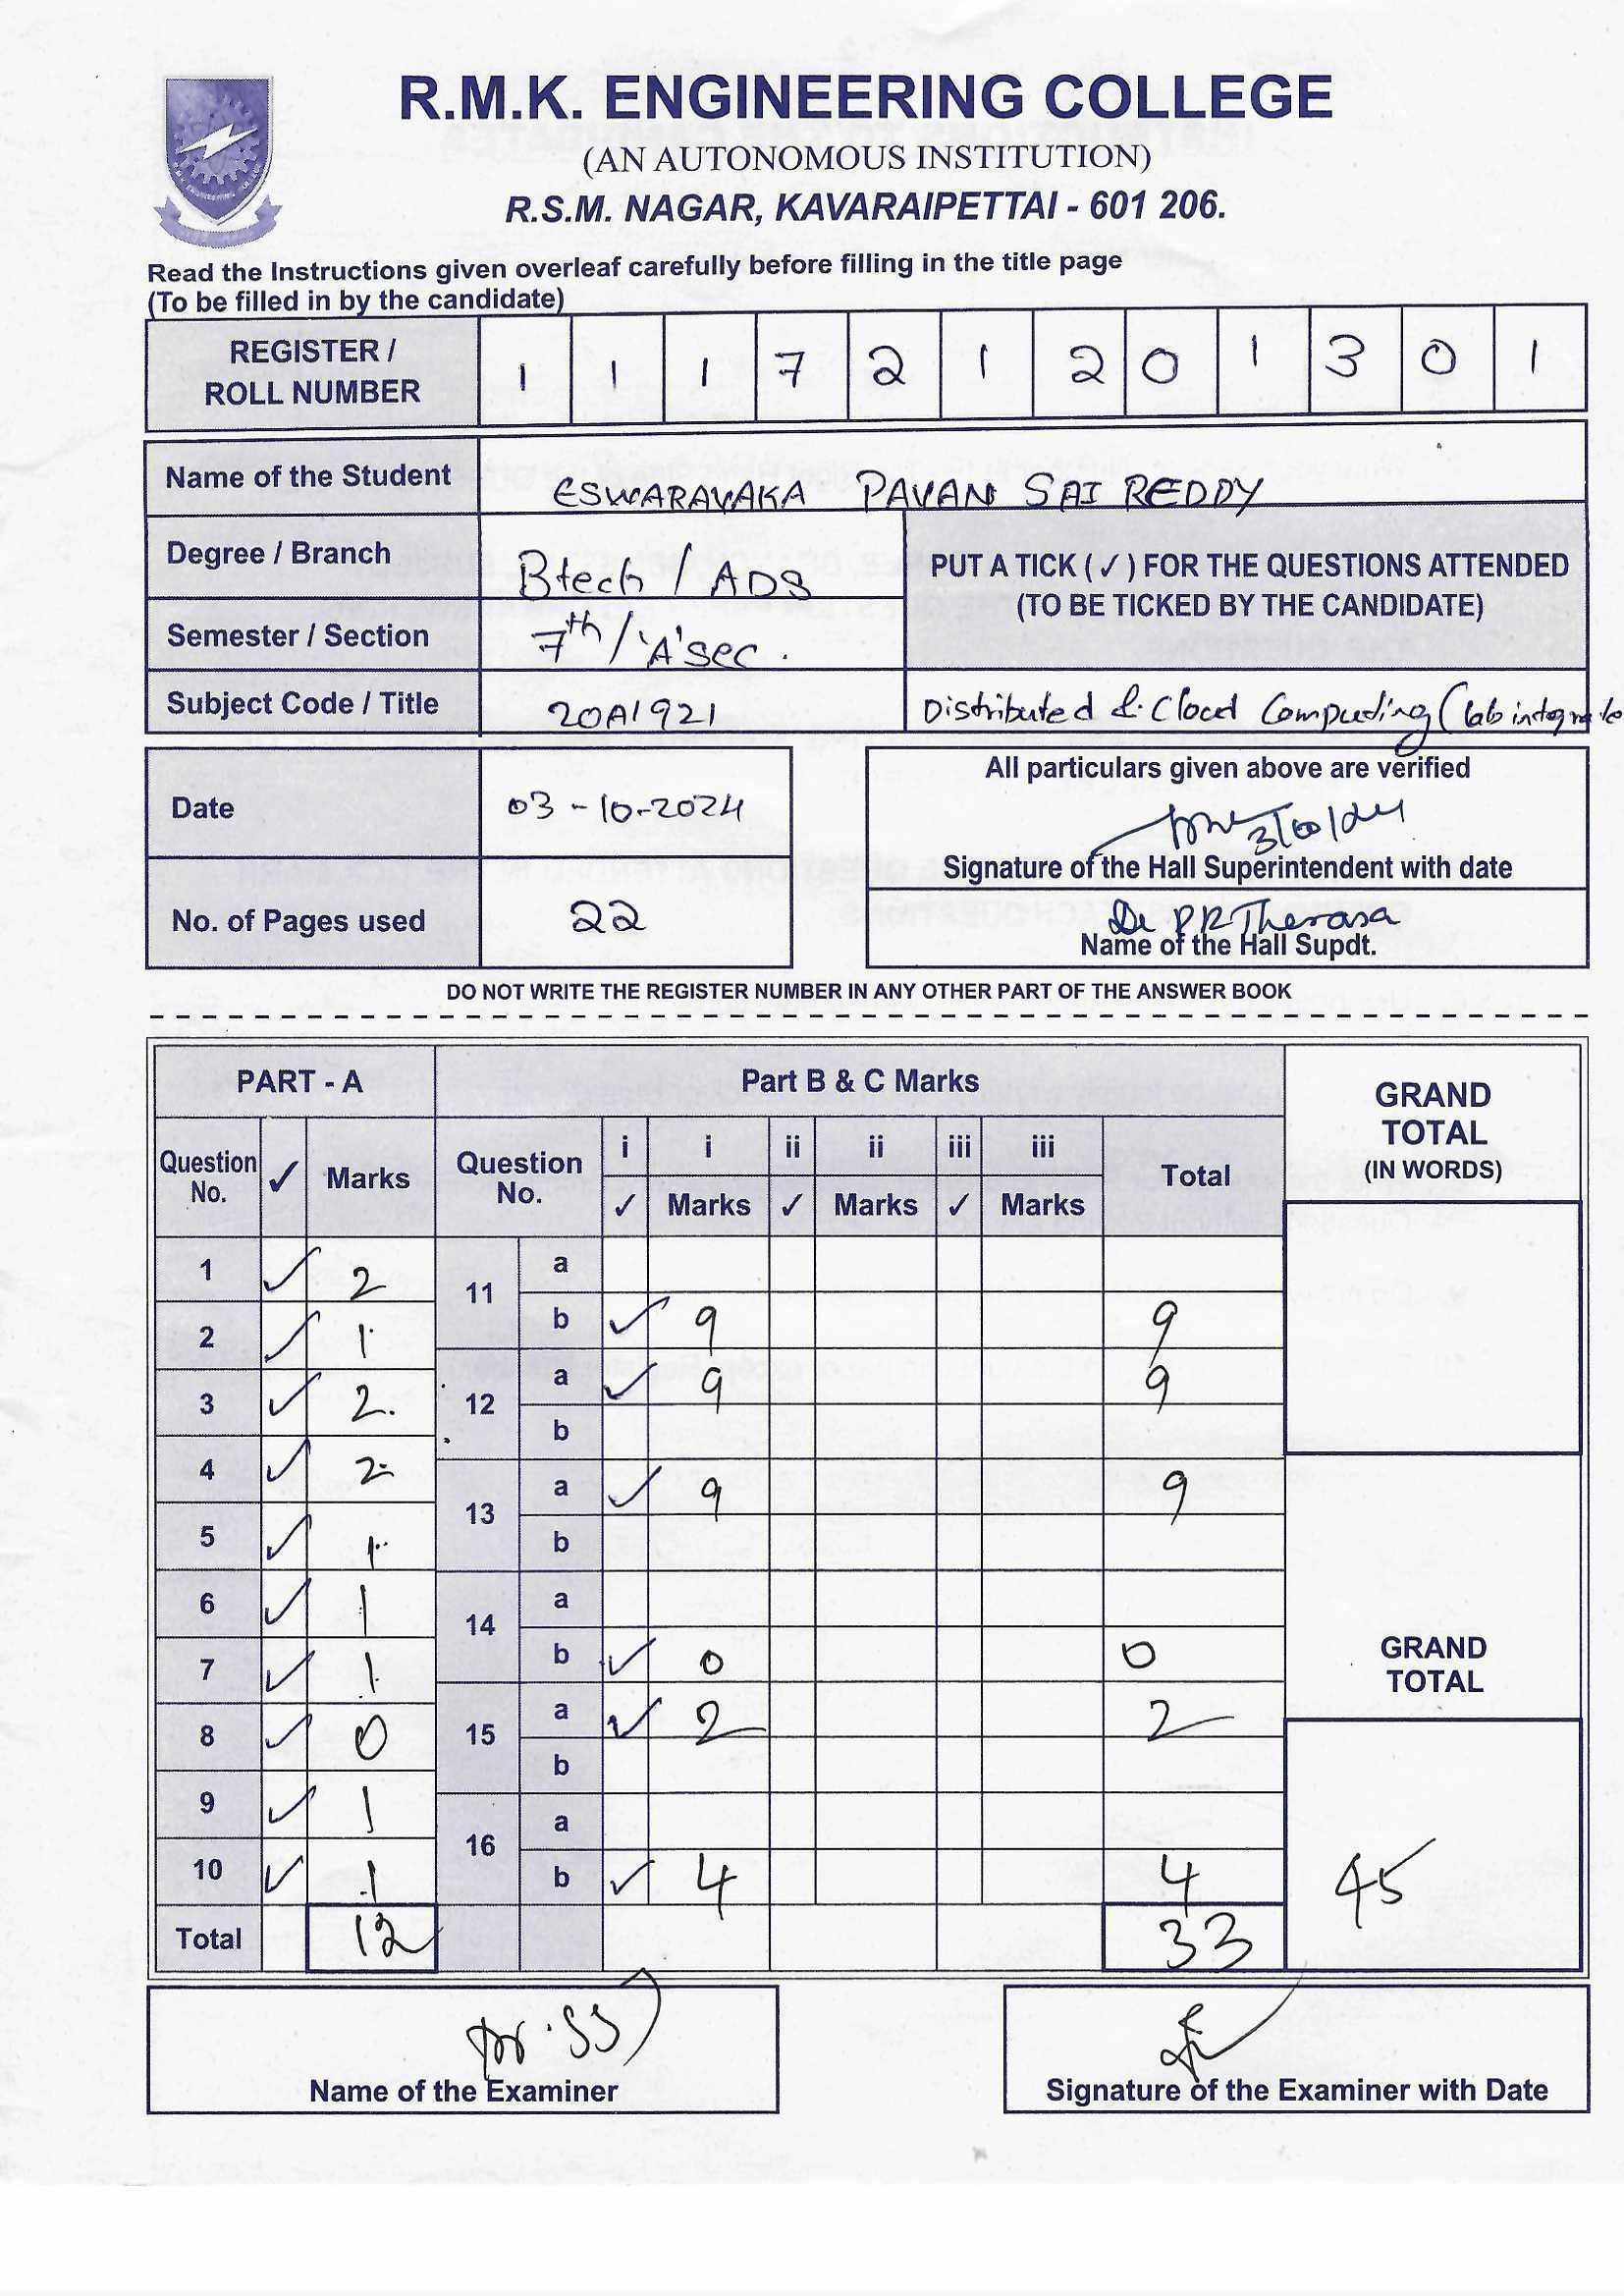 R.M.K. ENGINEERING COLLEGE
(AN AUTONOMOUS INSTITUTION)
R.S.M. NAGAR, KAVARAIPETTAI - 601 206.
Read the Instructions given overleaf carefully before filling in the title page
(To be filled in by the candidate)
REGISTER / ROLL NUMBER 1 1 1 7 2 1 2 0 1 3 0 1
Name of the Student ESWARAVAKA PAVAN SAI REDDY
Degree / Branch Btech / ADS
PUT A TICK (✓) FOR THE QUESTIONS ATTENDED
(TO BE TICKED BY THE CANDIDATE)
Semester / Section 7th / 'A' sec.
Subject Code / Title 20AI921 Distributed & Cloud Computing (lab integrate
Date 03-10-2024
All particulars given above are verified
3/10/24
Signature of the Hall Superintendent with date
No. of Pages used 22
Dr PR Therasa
Name of the Hall Supdt.
DO NOT WRITE THE REGISTER NUMBER IN ANY OTHER PART OF THE ANSWER BOOK
PART - A Part B & C Marks GRAND TOTAL (IN WORDS)
Question No. ✓ Marks Question No. i ✓ i Marks ii ✓ ii Marks iii ✓ iii Marks Total
1 ✓ 2 11 a
2 ✓ 1 b ✓ 9 9
3 ✓ 2 12 a ✓ 9 9
b
4 ✓ 2 13 a ✓ 9 9
5 ✓ 1 b
6 ✓ 1 14 a
7 ✓ 1 b ✓ 0 0
GRAND TOTAL
8 ✓ 0 15 a ✓ 2 2
b
9 ✓ 1 16 a
10 ✓ 1 b ✓ 4 4 45
Total 12 33
Name of the Examiner
Signature of the Examiner with Date